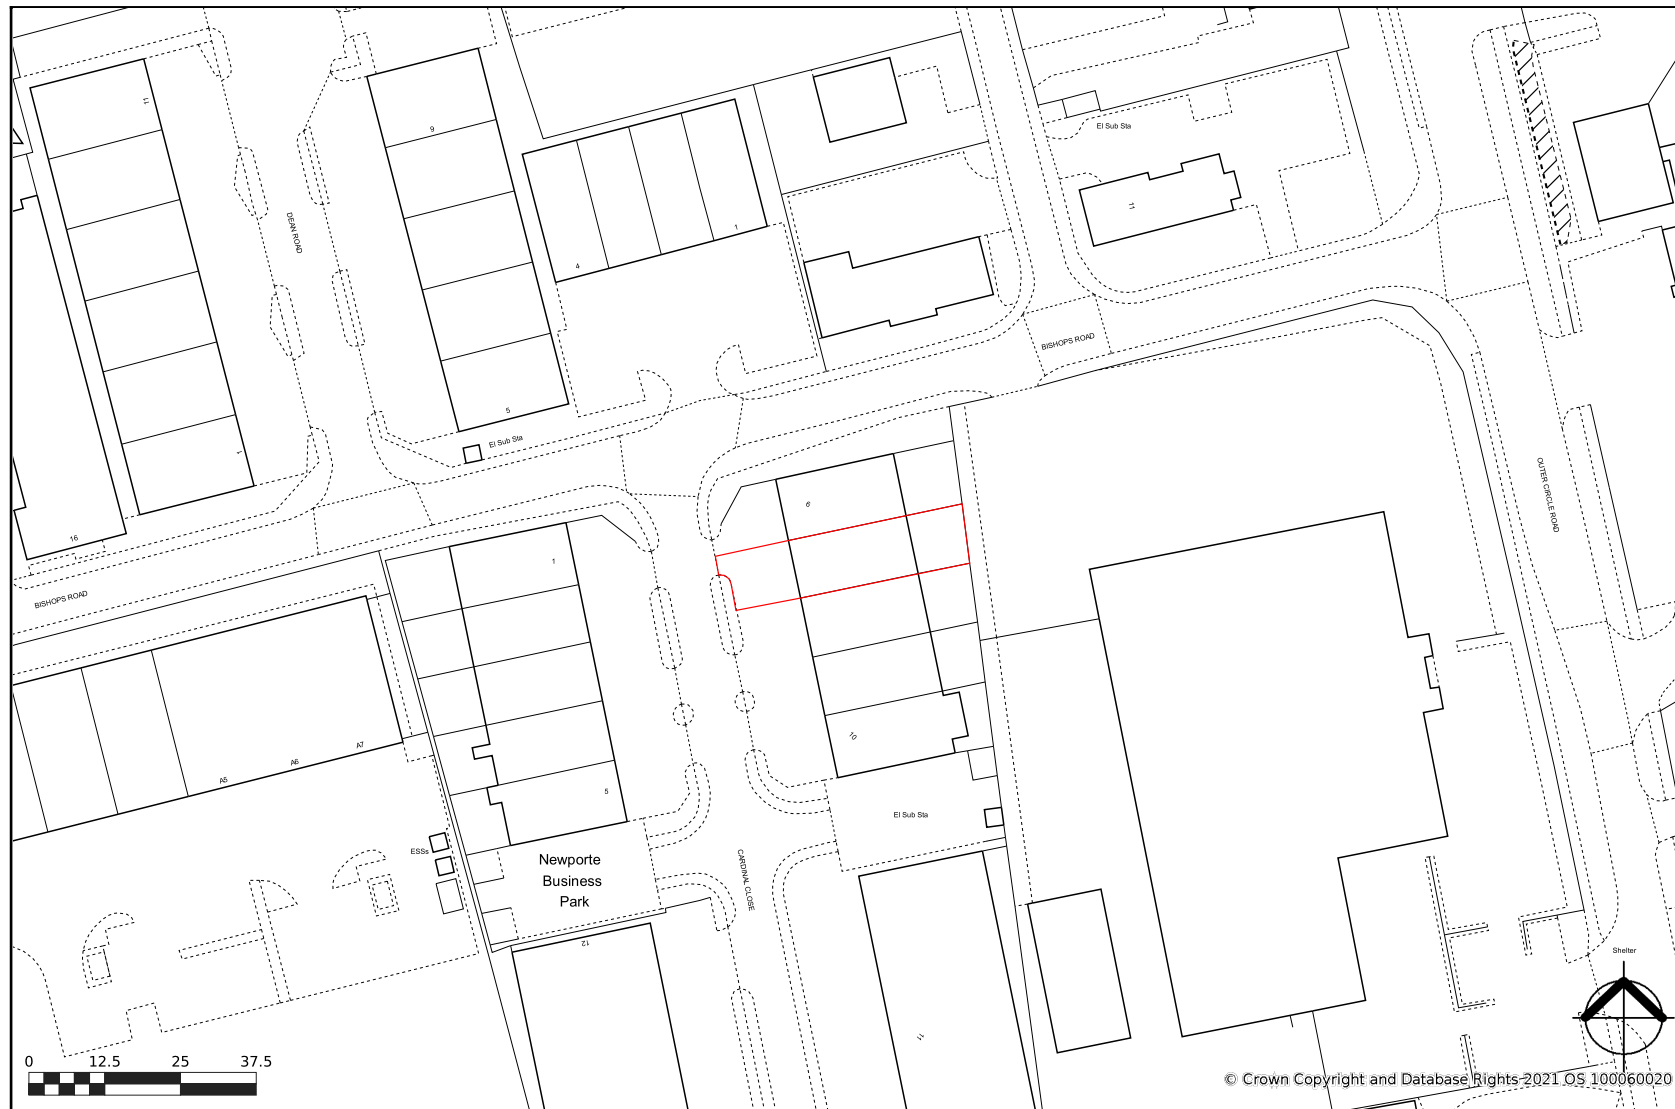 11
9
El Sub Sta
11
DEAN ROAD
1
4
BISHOPS ROAD
5
El Sub Sta
1
OUTER CIRCLE ROAD
6
16
1
BISHOPS ROAD
10
A7
A6
A5
5
El Sub Sta
ESSs
CARDINAL CLOSE
Newporte
Business
Park
12
Shelter
11
0 12.5 25 37.5
© Crown Copyright and Database Rights 2021 OS 100060020